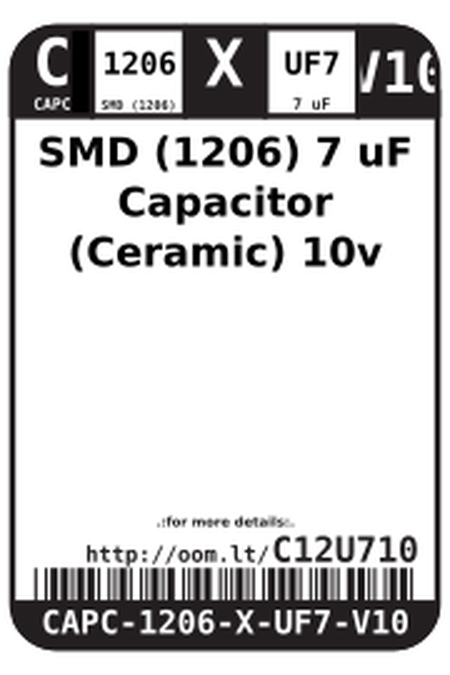 C 1206 X UF7 V10
CAPC SMD (1206) 7 uF
SMD (1206) 7 uF
Capacitor
(Ceramic) 10v
.:for more details:.
http://oom.lt/C12U710
CAPC-1206-X-UF7-V10